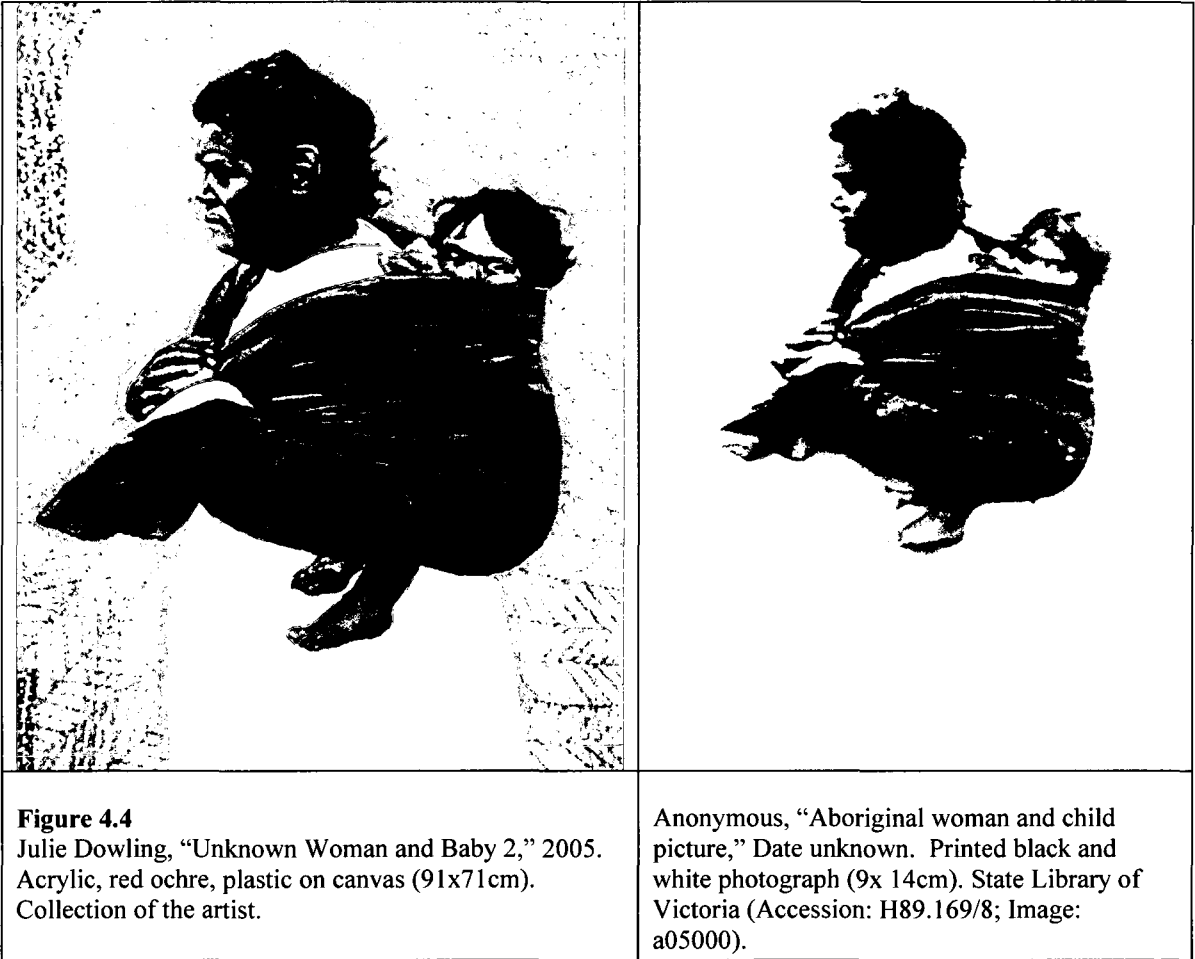 Figure 4.4
Julie Dowling, “Unknown Woman and Baby 2,” 2005.
Acrylic, red ochre, plastic on canvas (91x71cm).
Collection of the artist.
Anonymous, “Aboriginal woman and child
picture,” Date unknown. Printed black and
white photograph (9x 14cm). State Library of
Victoria (Accession: H89.169/8; Image:
a05000).